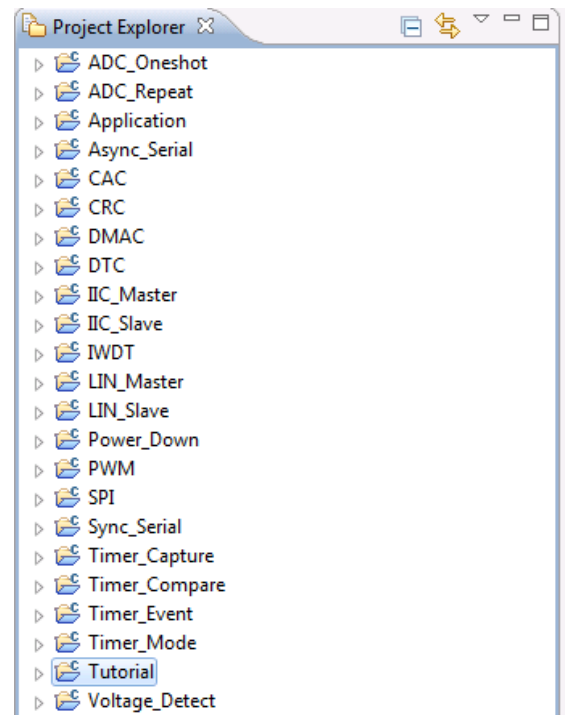 Project Explorer
ADC_Oneshot
ADC_Repeat
Application
Async_Serial
CAC
CRC
DMAC
DTC
IIC_Master
IIC_Slave
IWDT
LIN_Master
LIN_Slave
Power_Down
PWM
SPI
Sync_Serial
Timer_Capture
Timer_Compare
Timer_Event
Timer_Mode
Tutorial
Voltage_Detect